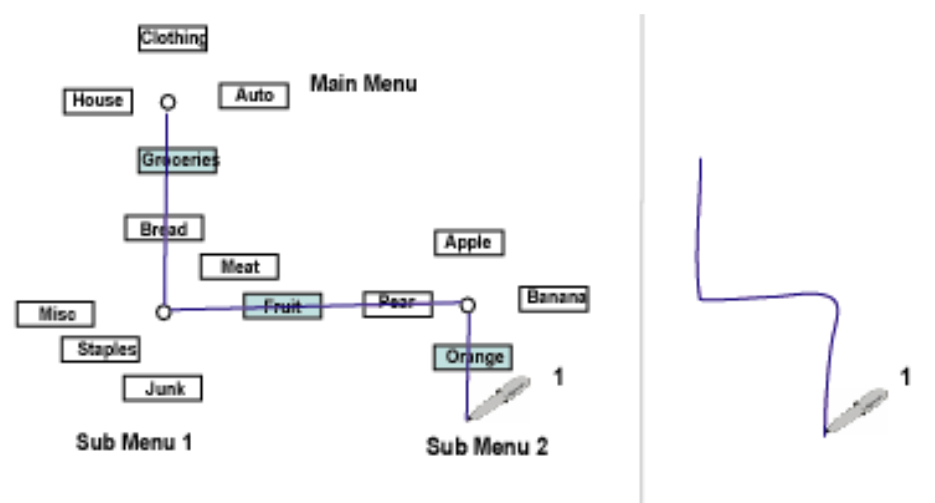 Clothing
House
Auto
Main Menu
Groceries
Bread
Apple
Meat
Banana
Fruit
Pear
Misc
Staples
Orange
Junk
1
1
Sub Menu 1
Sub Menu 2